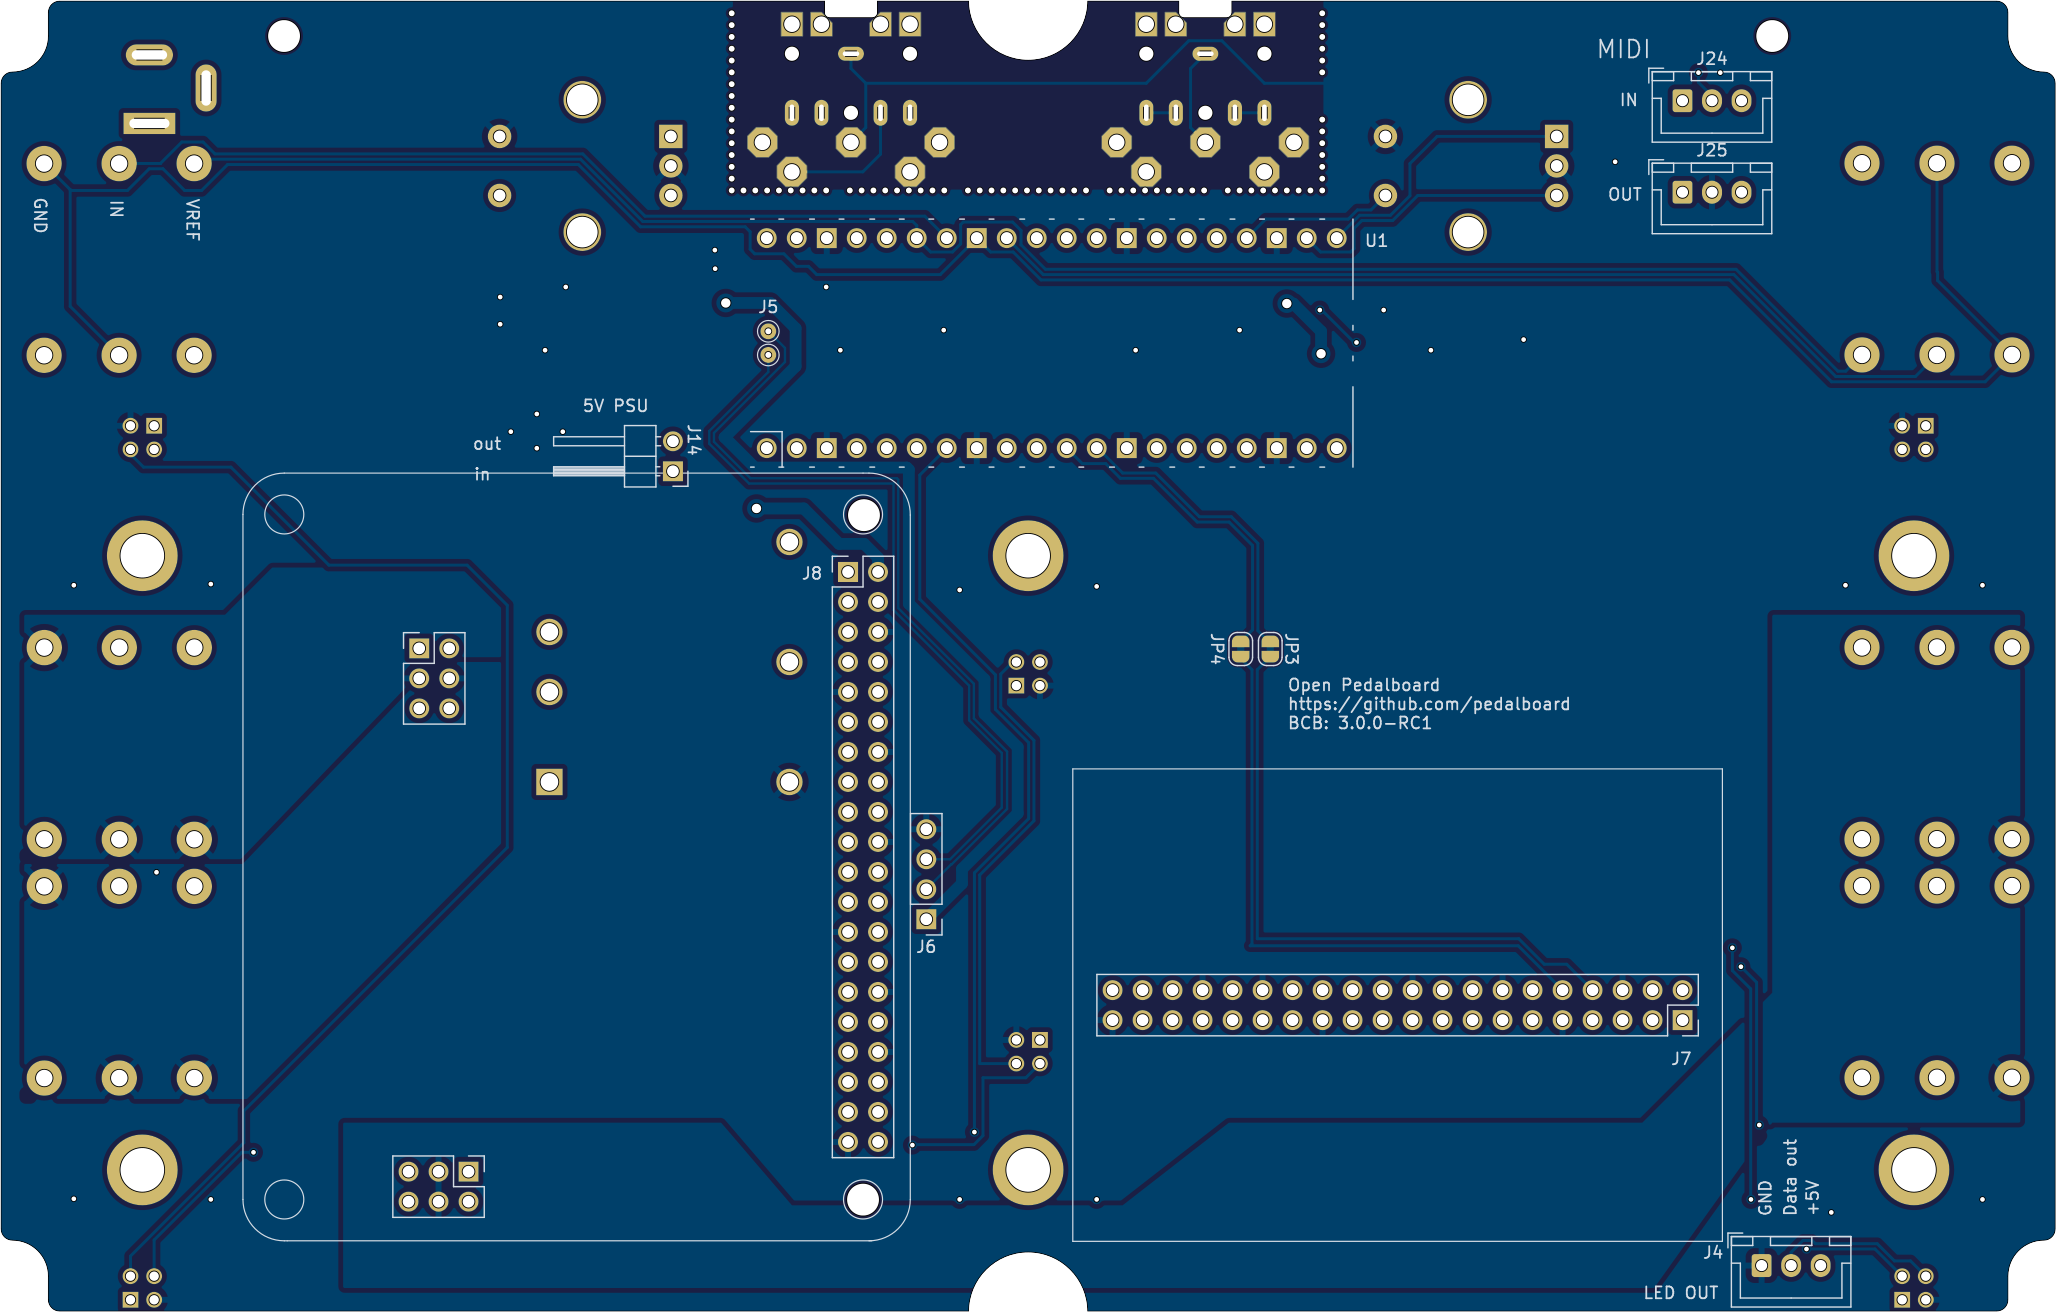 MIDI
J24
IN
J25
OUT
GND
IN
VREF
U1
J5
5V PSU
out
in
J14
J8
JP4
JP3
Open Pedalboard
https://github.com/pedalboard
BCB: 3.0.0-RC1
J6
J7
GND
Data out
+5V
J4
LED OUT